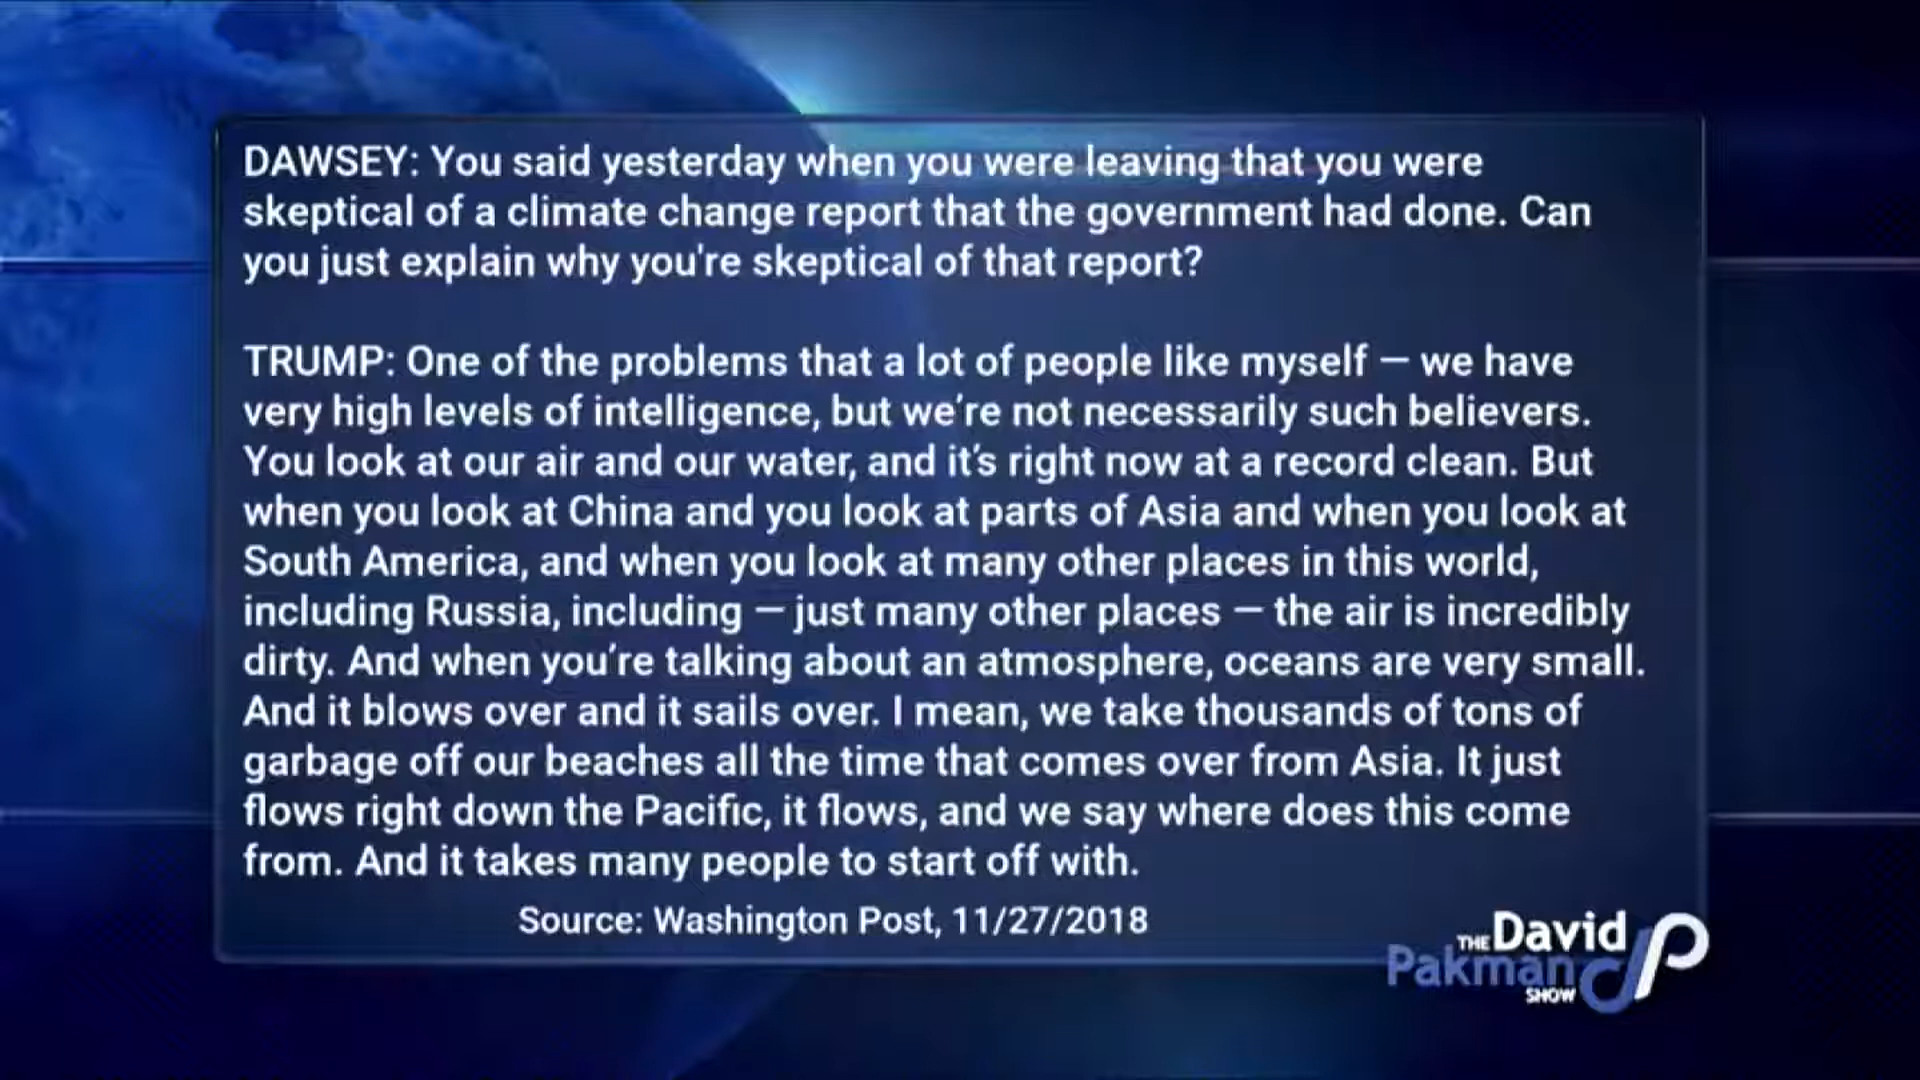 DAWSEY: You said yesterday when you were leaving that you were
skeptical of a climate change report that the government had done. Can
you just explain why you're skeptical of that report?
TRUMP: One of the problems that a lot of people like myself — we have
very high levels of intelligence, but we’re not necessarily such believers.
You look at our air and our water, and it’s right now at a record clean. But
when you look at China and you look at parts of Asia and when you look at
South America, and when you look at many other places in this world,
including Russia, including — just many other places — the air is incredibly
dirty. And when you’re talking about an atmosphere, oceans are very small.
And it blows over and it sails over. I mean, we take thousands of tons of
garbage off our beaches all the time that comes over from Asia. It just
flows right down the Pacific, it flows, and we say where does this come
from. And it takes many people to start off with.
Source: Washington Post, 11/27/2018
THE David
Pakman
SHOW